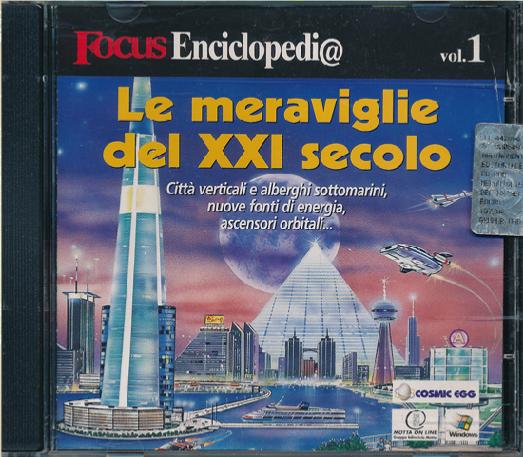 Focus Enciclopedi@
vol.1
Le meraviglie
del XXI secolo
Città verticali e alberghi sottomarini,
nuove fonti di energia,
ascensori orbitali...
COSMIC EGG
MOTTA ON LINE
Windows